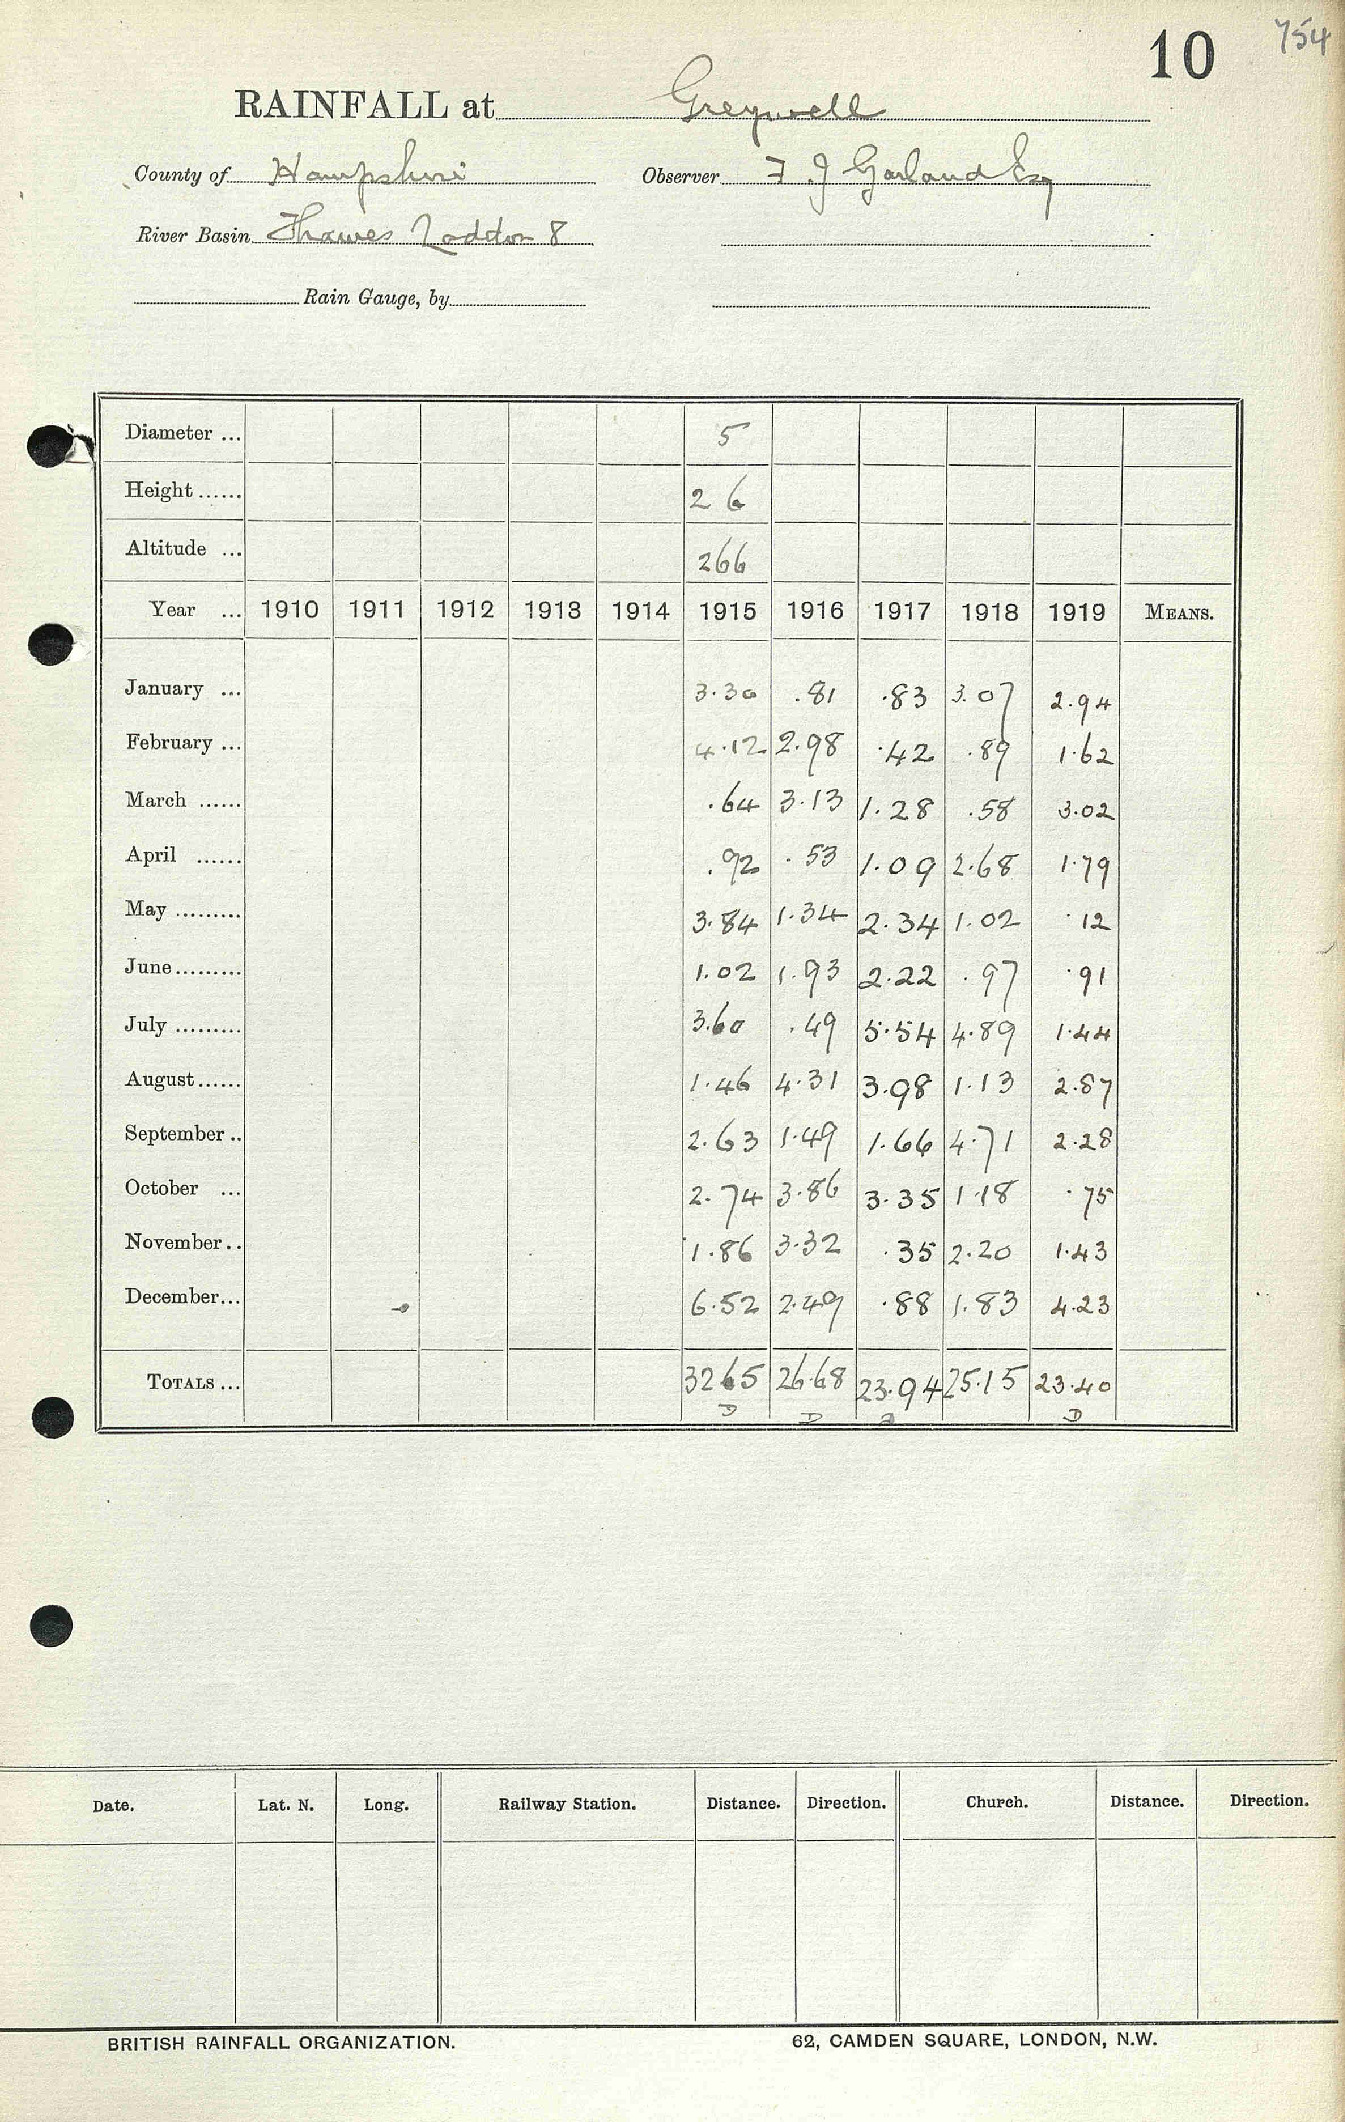 10 754
RAINFALL at Greywell
County of Hampshire Observer F J Garland Esq
River Basin Thames Loddon 8
Rain Gauge, by
Diameter ... 5
Height ...... 2 6
Altitude ... 266
Year ... 1910 1911 1912 1913 1914 1915 1916 1917 1918 1919 MEANS.
January ... 3.30 .81 .83 3.07 2.94
February ... 4.12 2.98 .42 .89 1.62
March ...... .64 3.13 1.28 .58 3.02
April ...... .92 .53 1.09 2.68 1.79
May ......... 3.84 1.34 2.34 1.02 .12
June ......... 1.02 1.93 2.22 .97 .91
July ......... 3.60 .49 5.54 4.89 1.44
August ...... 1.46 4.31 3.98 1.13 2.87
September .. 2.63 1.49 1.66 4.71 2.28
October ... 2.74 3.86 3.35 1.18 .75
November .. 1.86 3.32 .35 2.20 1.43
December ... 6.52 2.49 .88 1.83 4.23
TOTALS ... 32.65 26.68 23.94 25.15 23.40
D D D D
Date. Lat. N. Long. Railway Station. Distance. Direction. Church. Distance. Direction.
BRITISH RAINFALL ORGANIZATION. 62, CAMDEN SQUARE, LONDON, N.W.